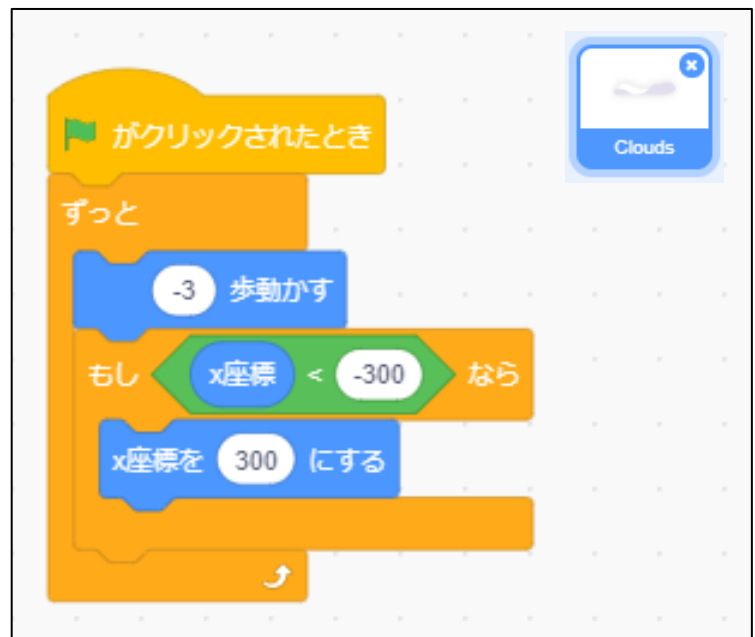 がクリックされたとき
Clouds
ずっと
-3 歩動かす
もし x座標 < -300 なら
x座標を 300 にする